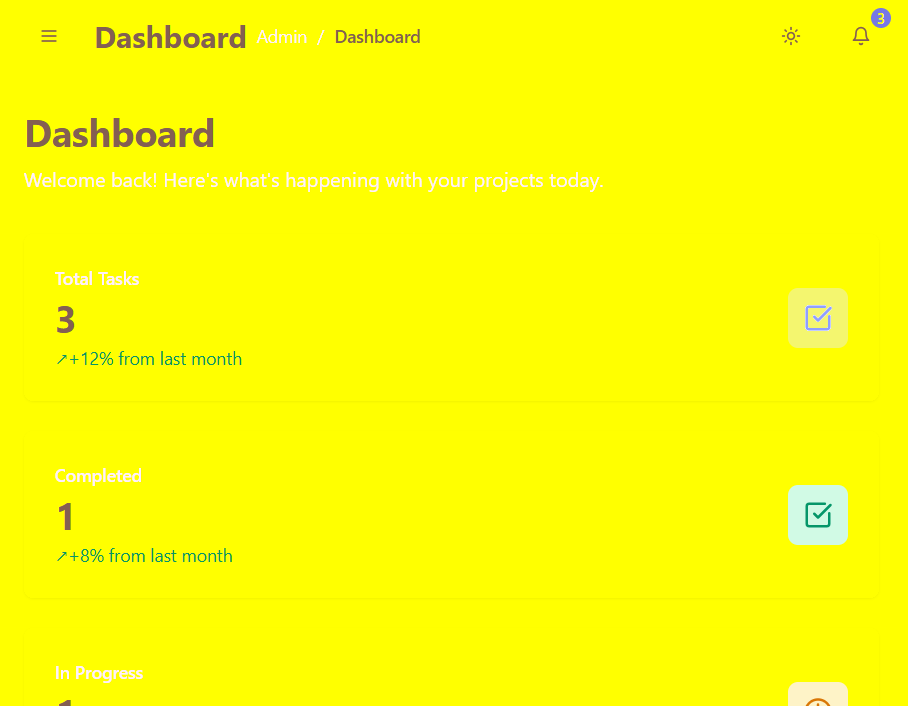 Dashboard Admin / Dashboard
3
Dashboard
Welcome back! Here's what's happening with your projects today.
Total Tasks
3
↗+12% from last month
Completed
1
↗+8% from last month
In Progress